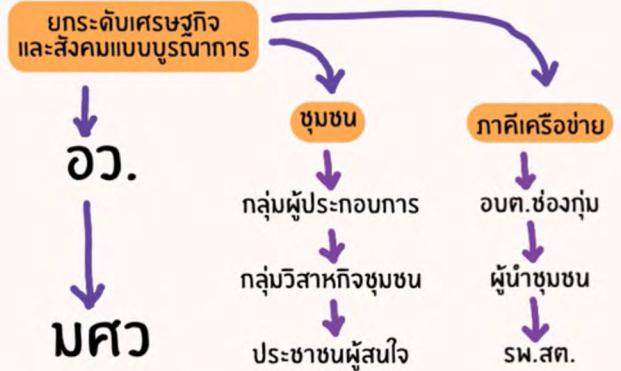 ยกระดับเศรษฐกิจ
และสังคมแบบบูรณาการ
อว.
มศว
ชุมชน
กลุ่มผู้ประกอบการ
กลุ่มวิสาหกิจชุมชน
ประชาชนผู้สนใจ
ภาคีเครือข่าย
อบต.ช่องกุ่ม
ผู้นำชุมชน
รพ.สต.